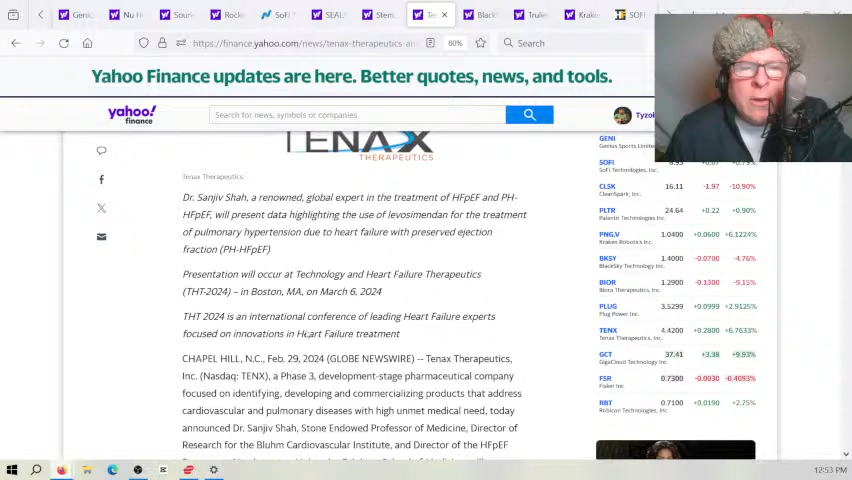 Genius
Nu H
Soun
Rocke
SoFi T
SEAL
Stem
Te
Black
Trulie
Krake
SOFI
https://finance.yahoo.com/news/tenax-therapeutics-an
80%
Search
Yahoo Finance updates are here. Better quotes, news, and tools.
yahoo!
finance
Search for news, symbols or companies
TENAX
THERAPEUTICS
Tenax Therapeutics
Dr. Sanjiv Shah, a renowned, global expert in the treatment of HFpEF and PH-
HFpEF, will present data highlighting the use of levosimendan for the treatment
of pulmonary hypertension due to heart failure with preserved ejection
fraction (PH-HFpEF)
Presentation will occur at Technology and Heart Failure Therapeutics
(THT-2024) – in Boston, MA, on March 6, 2024
THT 2024 is an international conference of leading Heart Failure experts
focused on innovations in Heart Failure treatment
CHAPEL HILL, N.C., Feb. 29, 2024 (GLOBE NEWSWIRE) -- Tenax Therapeutics,
Inc. (Nasdaq: TENX), a Phase 3, development-stage pharmaceutical company
focused on identifying, developing and commercializing products that address
cardiovascular and pulmonary diseases with high unmet medical need, today
announced Dr. Sanjiv Shah, Stone Endowed Professor of Medicine, Director of
Research for the Bluhm Cardiovascular Institute, and Director of the HFpEF
GENI
Genius Sports Limited
SOFI
SoFi Technologies, Inc.
CLSK 16.11 -1.97 -10.90%
CleanSpark, Inc.
PLTR 24.64 +0.22 +0.90%
Palantir Technologies Inc.
PNG.V 1.0400 +0.0600 +6.1224%
Kraken Robotics Inc.
BKSY 1.4000 -0.0700 -4.76%
BlackSky Technology Inc.
BIOR 1.2900 -0.1300 -9.15%
Biora Therapeutics, Inc.
PLUG 3.5299 +0.0999 +2.9125%
Plug Power Inc.
TENX 4.4200 +0.2800 +6.7633%
Tenax Therapeutics, Inc.
GCT 37.41 +3.38 +9.93%
GigaCloud Technology Inc.
FSR 0.7300 -0.0030 -0.4093%
Fisker Inc.
RBT 0.7100 +0.0190 +2.75%
Rubicon Technologies, Inc.
12:53 PM